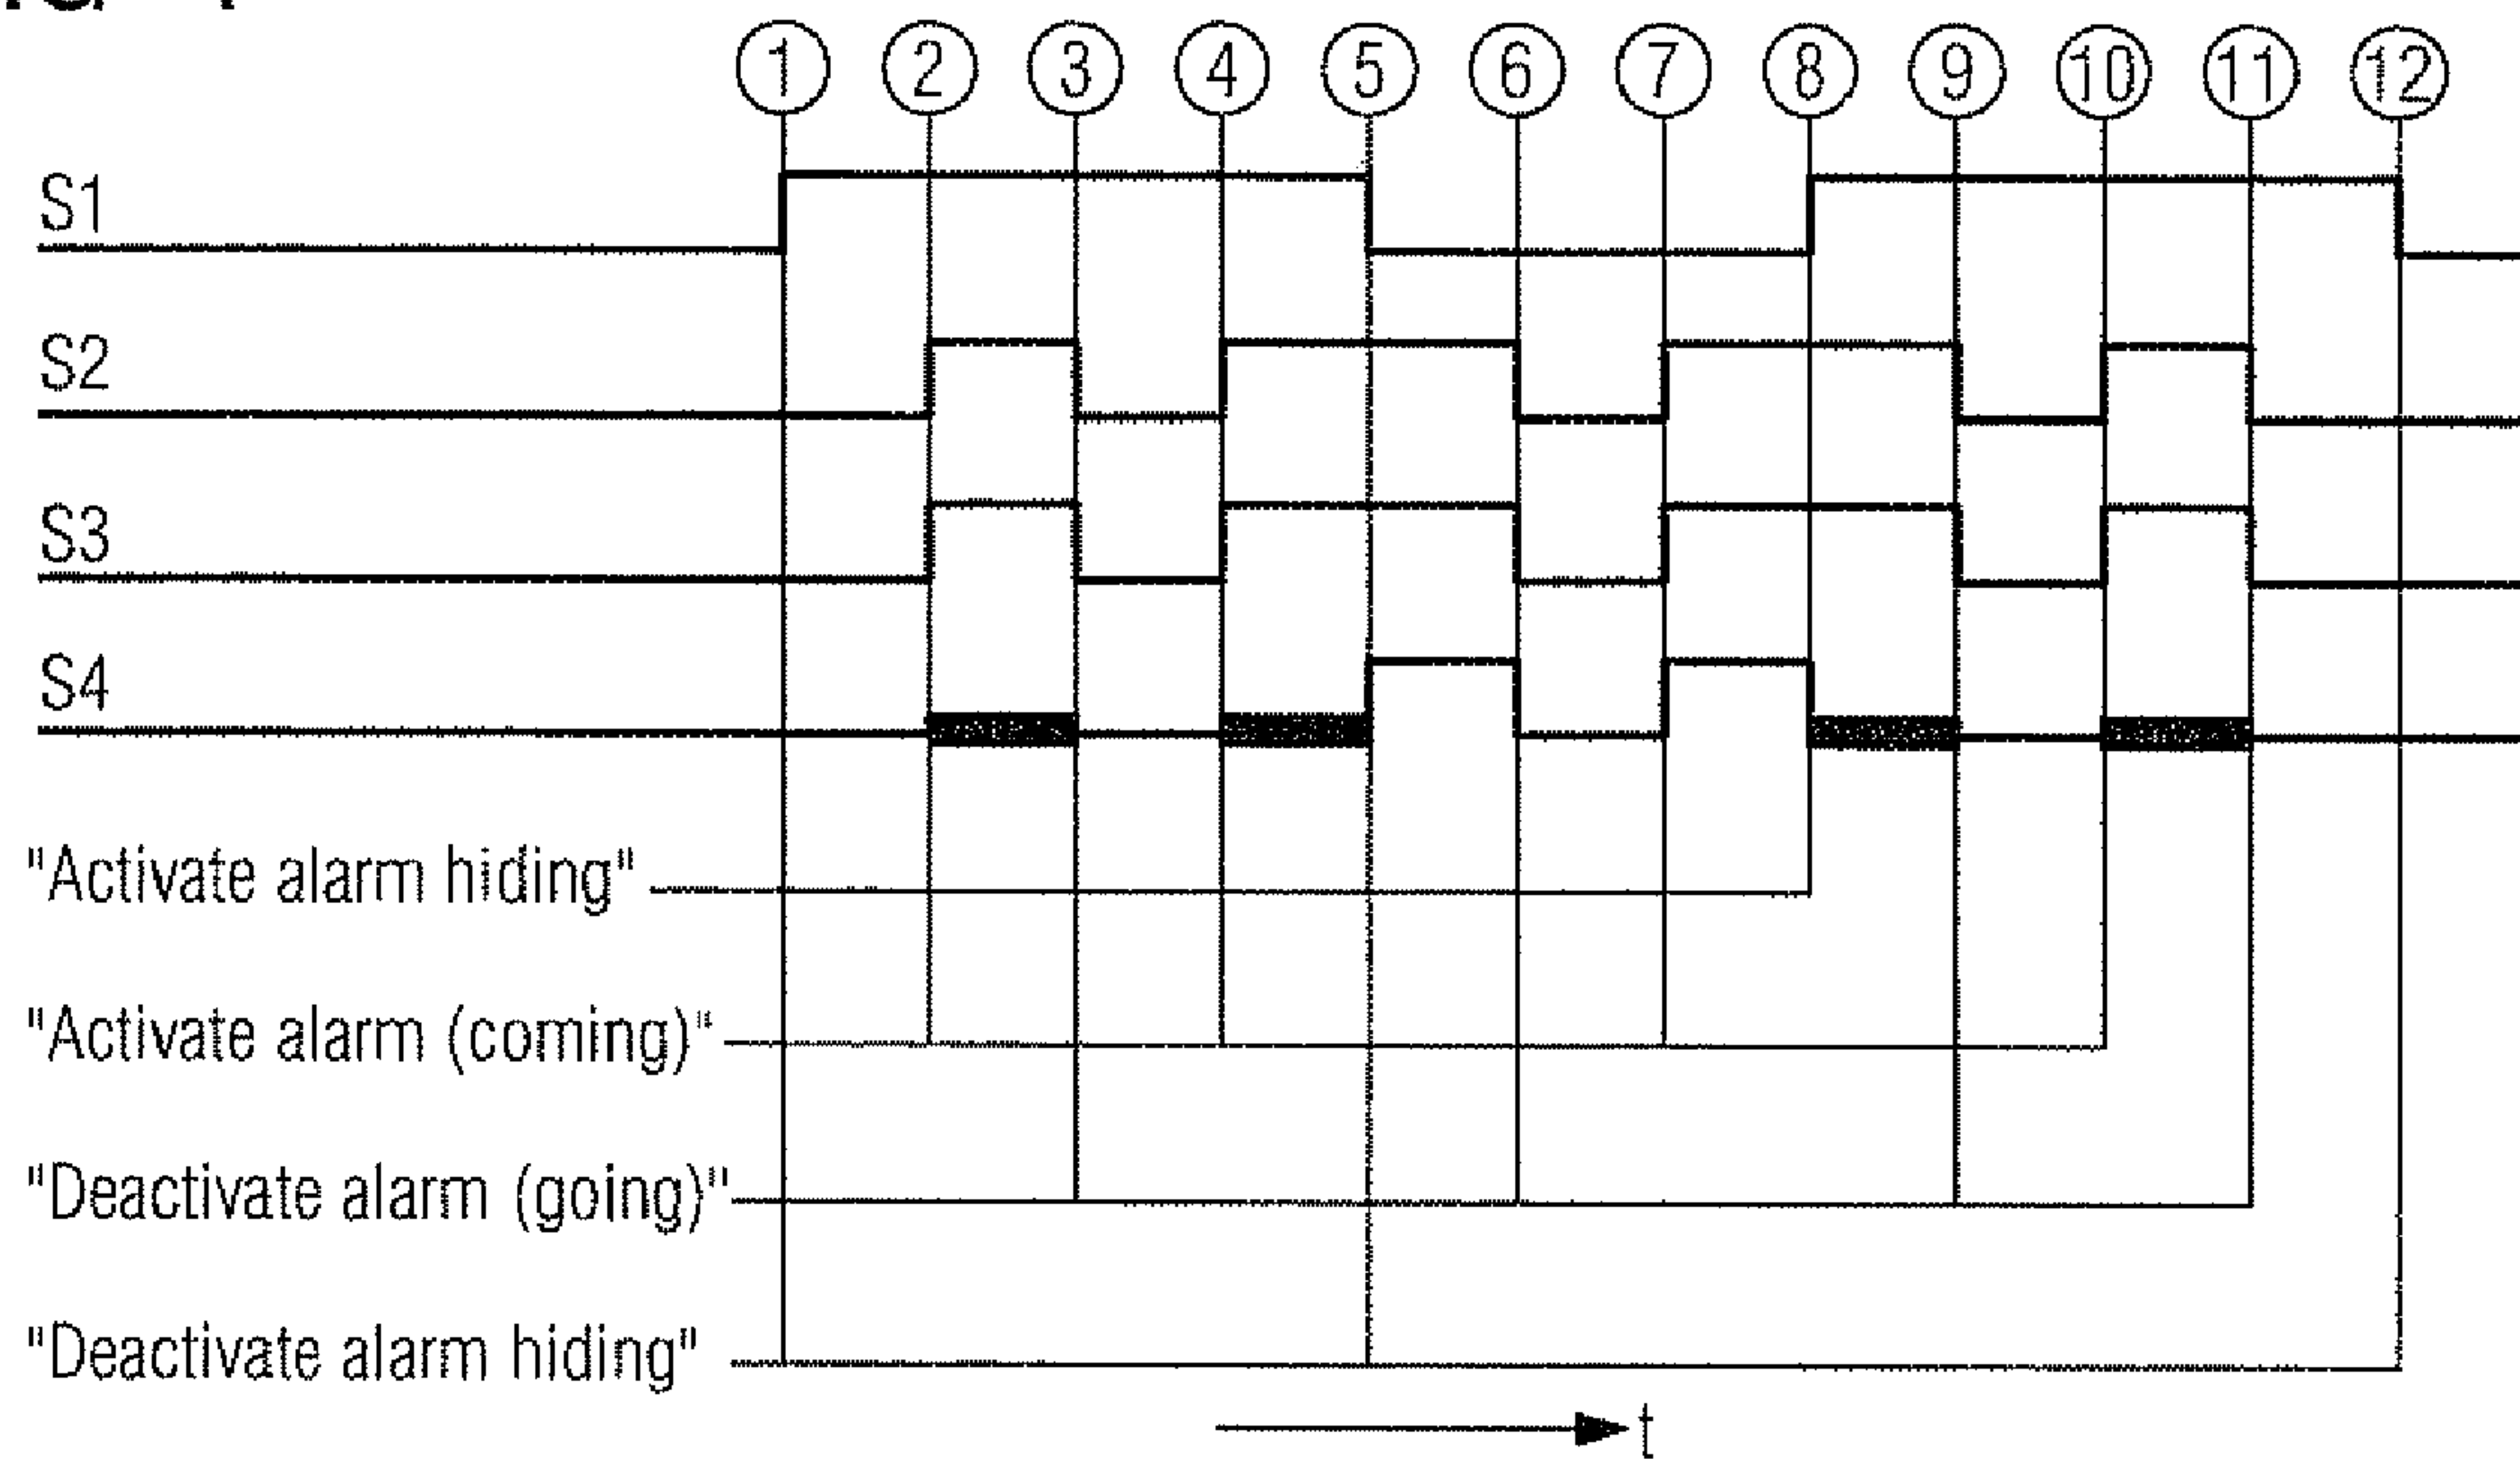 1 2 3 4 5 6 7 8 9 10 11 12
S1
S2
S3
S4
"Activate alarm hiding"
"Activate alarm (coming)"
"Deactivate alarm (going)"
"Deactivate alarm hiding"
t